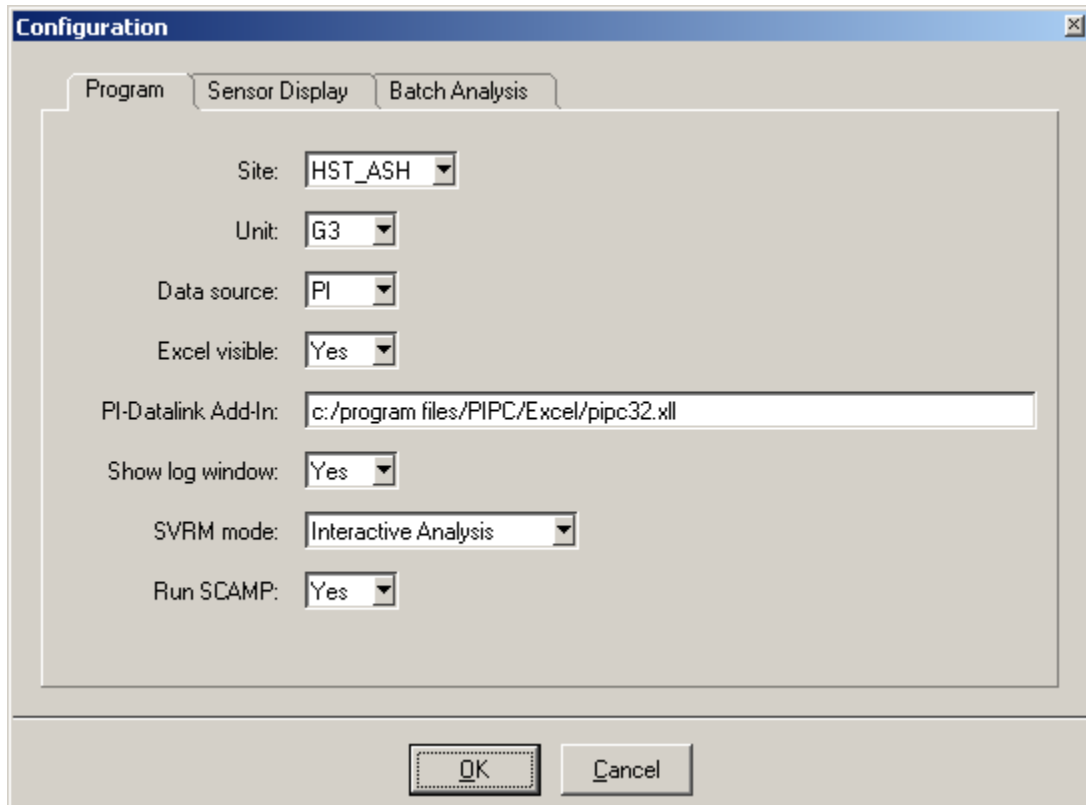 Configuration
Program Sensor Display Batch Analysis
Site: HST_ASH
Unit: G3
Data source: PI
Excel visible: Yes
PI-Datalink Add-In: c:/program files/PIPC/Excel/pipc32.xll
Show log window: Yes
SVRM mode: Interactive Analysis
Run SCAMP: Yes
OK Cancel